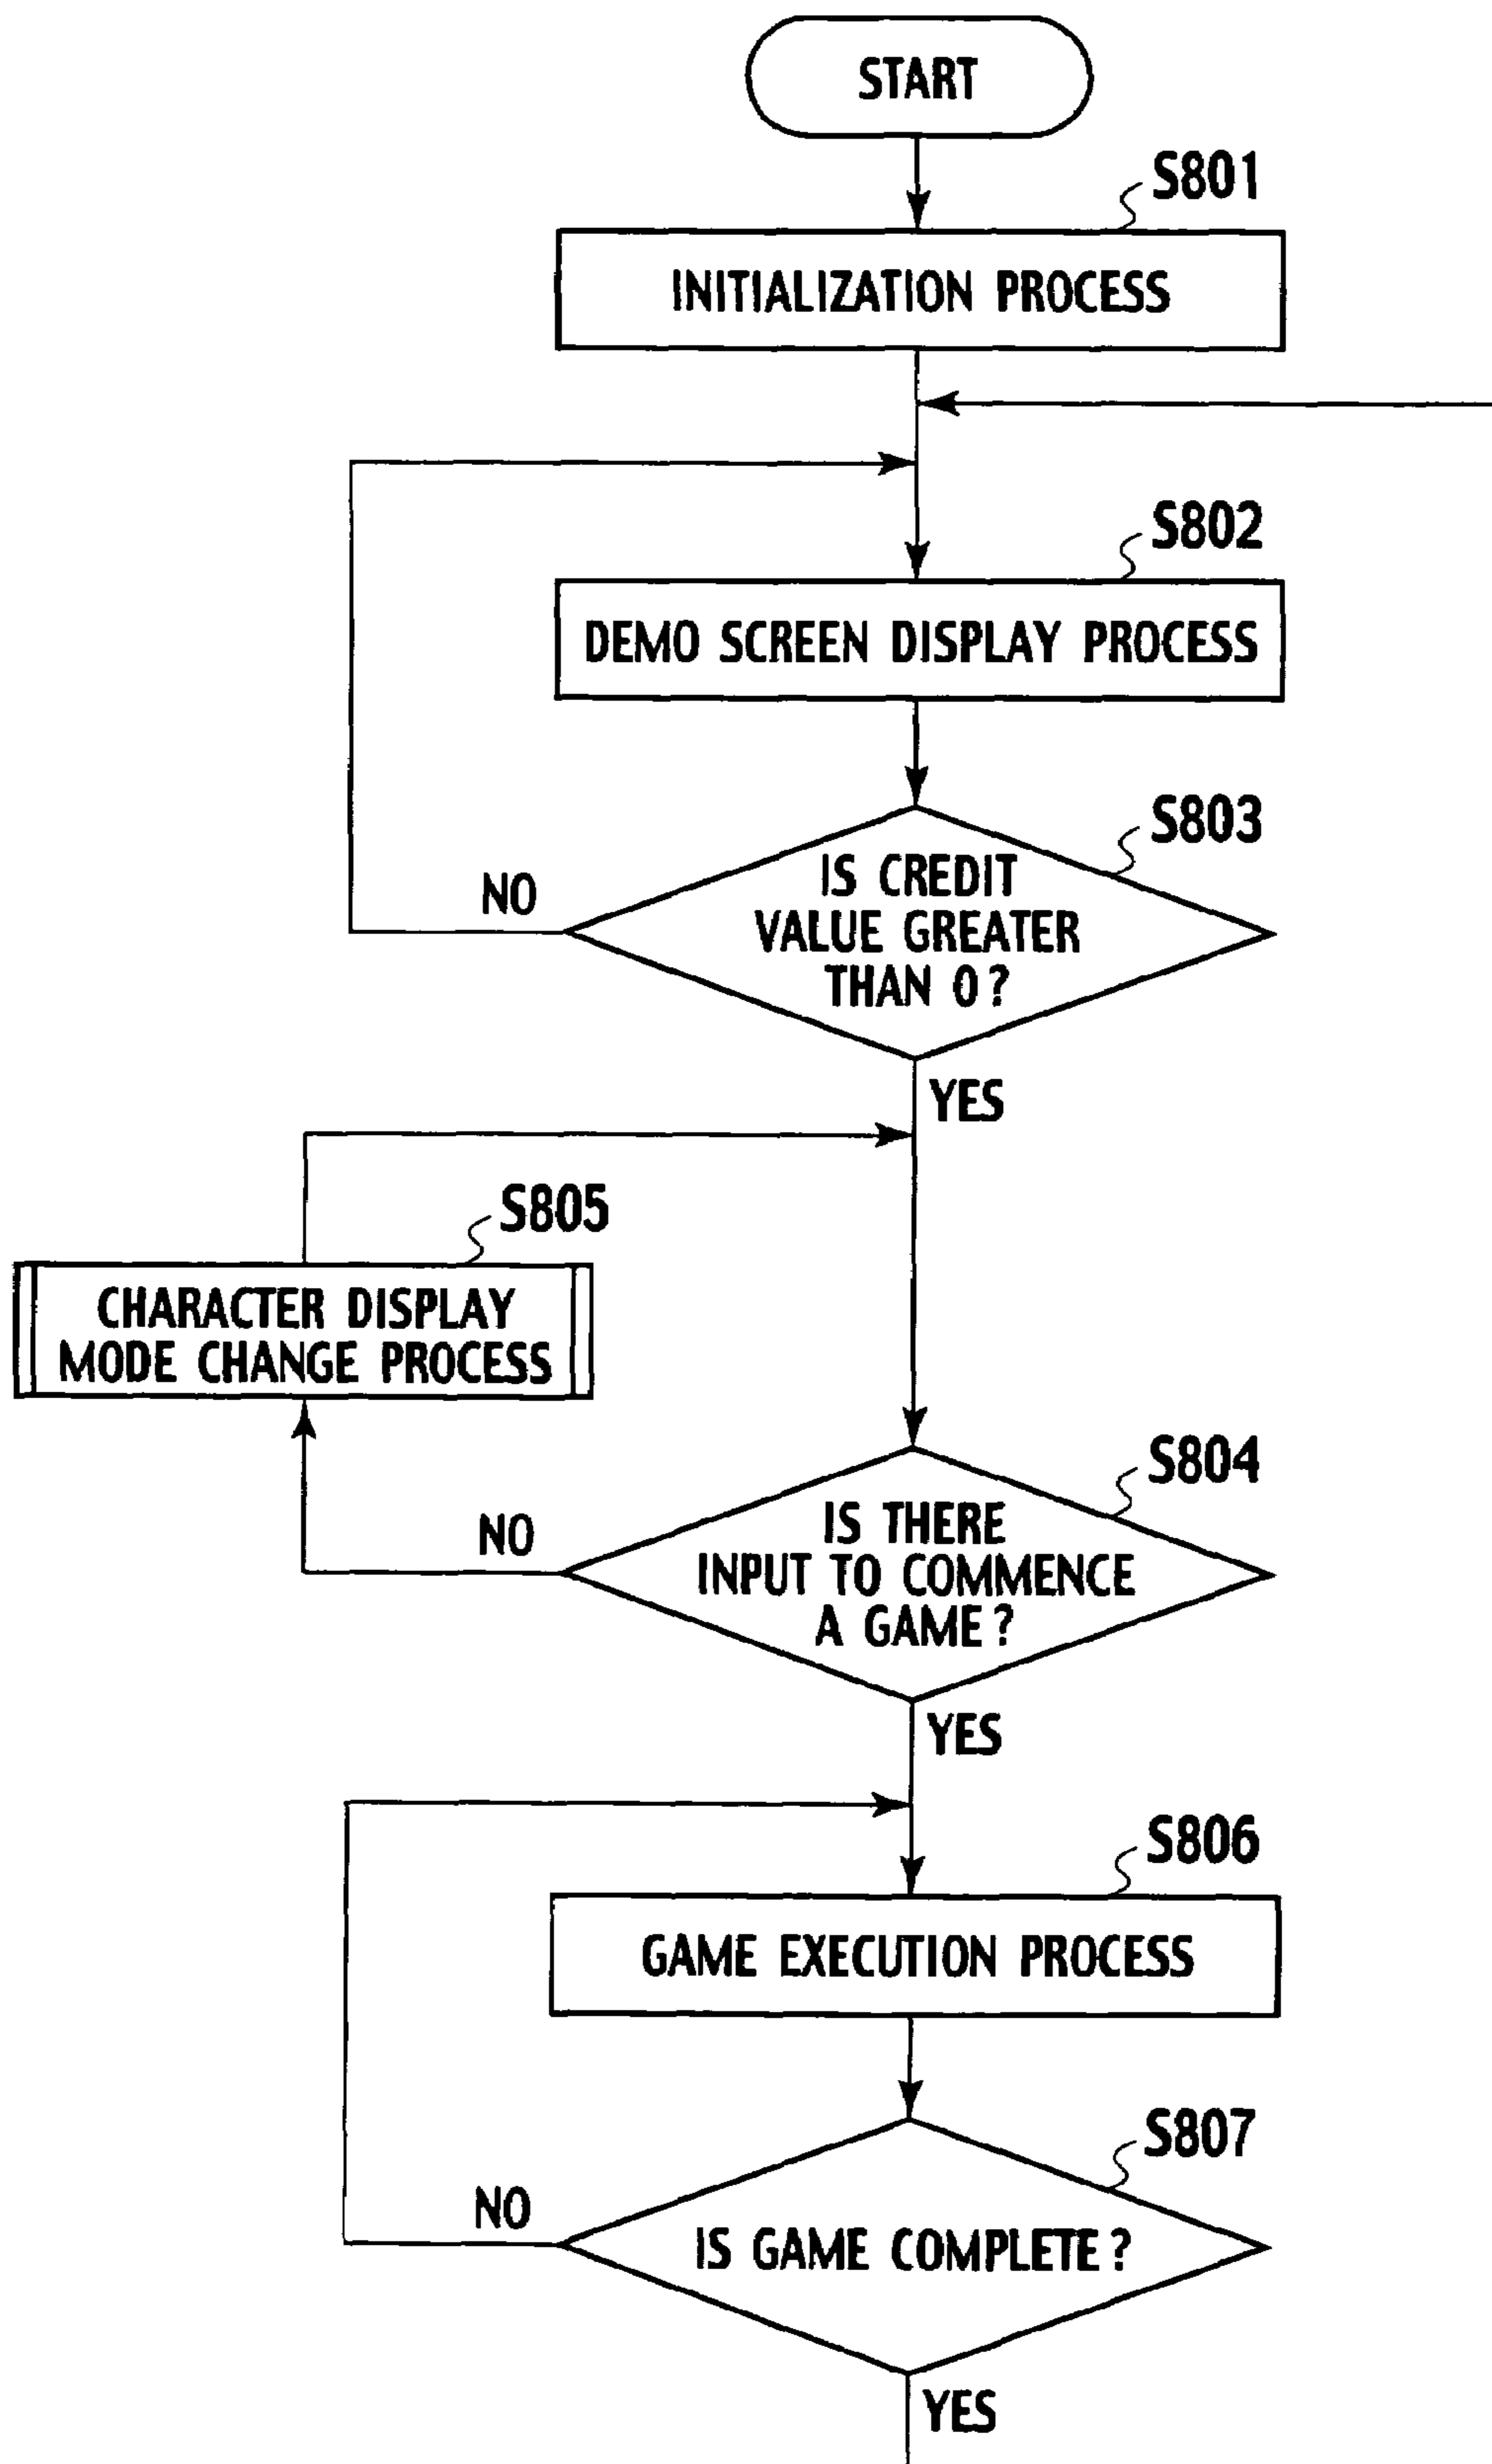 START
S801
INITIALIZATION PROCESS
S802
DEMO SCREEN DISPLAY PROCESS
S803
IS CREDIT
VALUE GREATER
THAN 0?
NO
YES
S805
CHARACTER DISPLAY
MODE CHANGE PROCESS
S804
IS THERE
INPUT TO COMMENCE
A GAME?
NO
YES
S806
GAME EXECUTION PROCESS
S807
IS GAME COMPLETE?
NO
YES